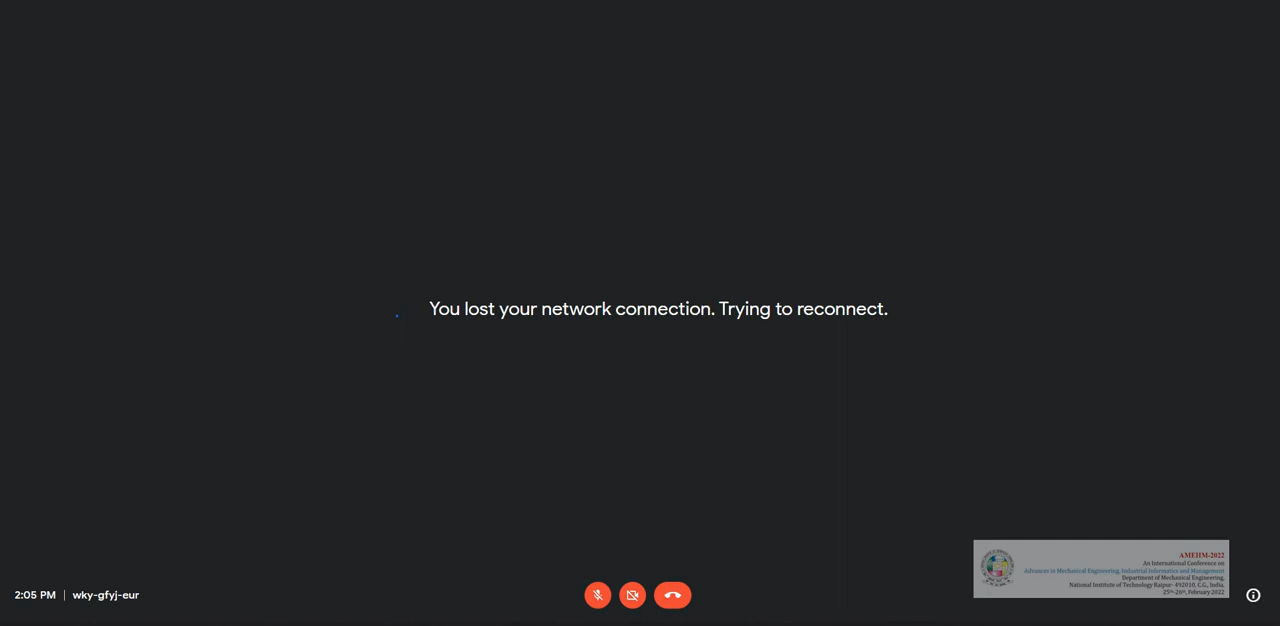 You lost your network connection. Trying to reconnect.
AMEIIM-2022
An International Conference on
Advances in Mechanical Engineering, Industrial Informatics and Management
Department of Mechanical Engineering,
National Institute of Technology Raipur- 492010, C.G., India.
25th-26th, February 2022
2:05 PM | wky-gfyj-eur